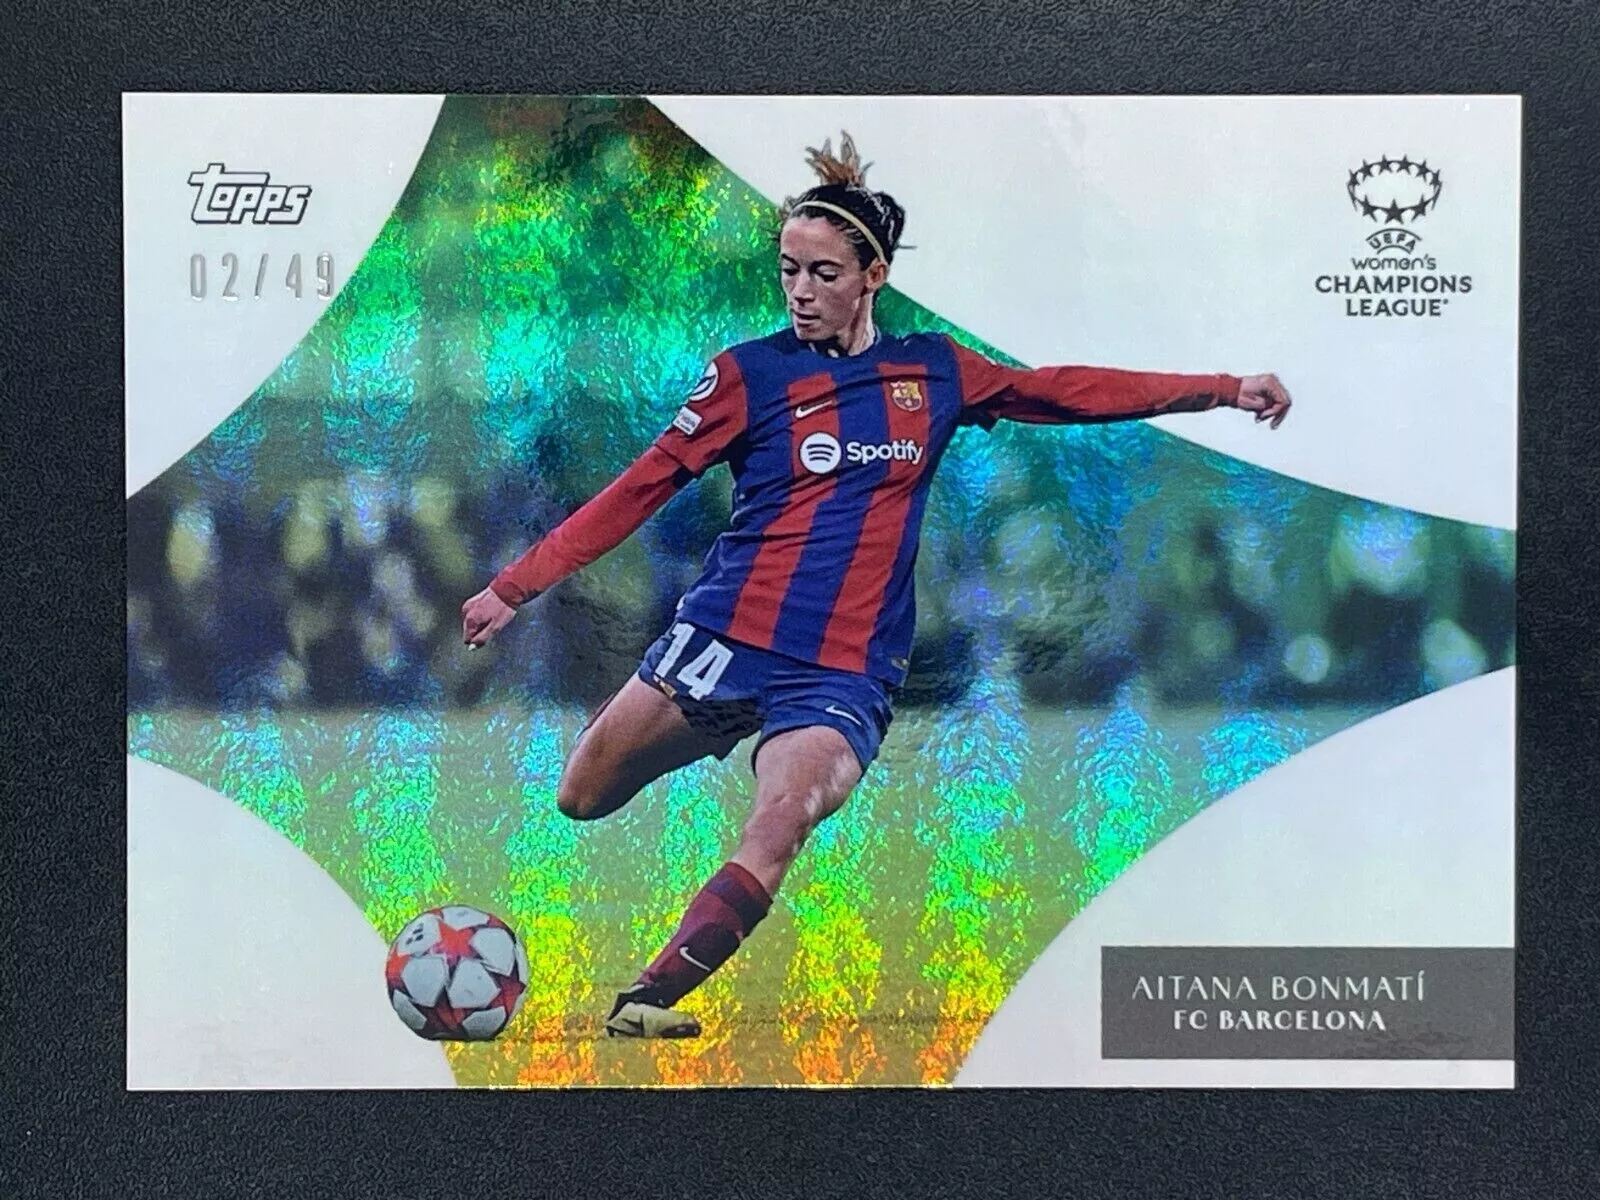 Topps
02/49
UEFA
women's
CHAMPIONS
LEAGUE
Spotify
14
AITANA BONMATÍ
FC BARCELONA